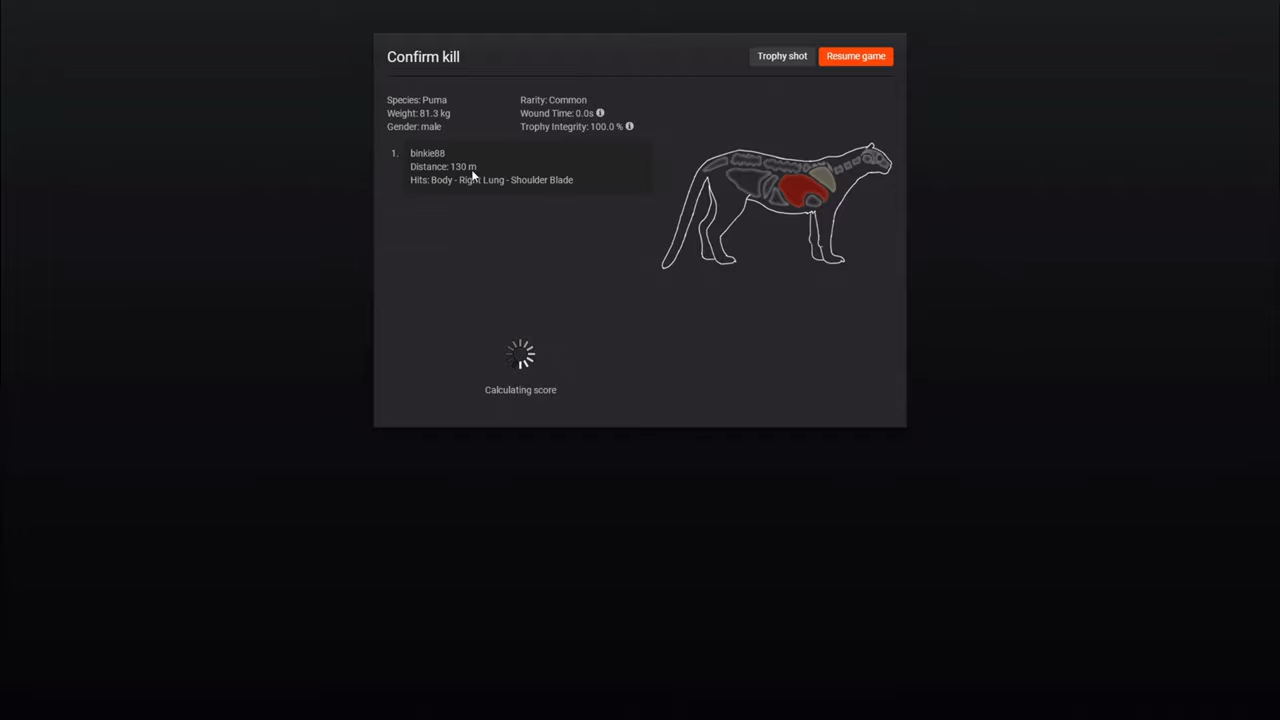 Confirm kill
Trophy shot
Resume game
Species: Puma
Rarity: Common
Weight: 81.3 kg
Wound Time: 0.0s
Gender: male
Trophy Integrity: 100.0 %
1. binkie88
Distance: 130 m
Hits: Body - Right Lung - Shoulder Blade
Calculating score